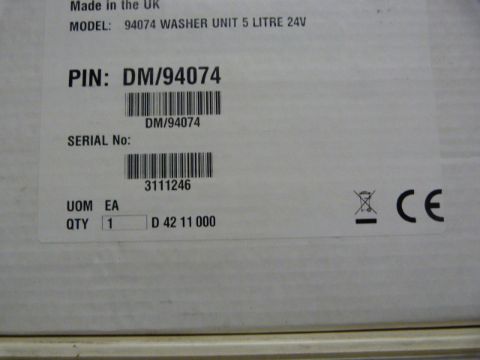 Made in the UK
MODEL: 94074 WASHER UNIT 5 LITRE 24V
PIN: DM/94074
DM/94074
SERIAL No:
3111246
UOM EA
QTY 1 D 42 11 000
CE